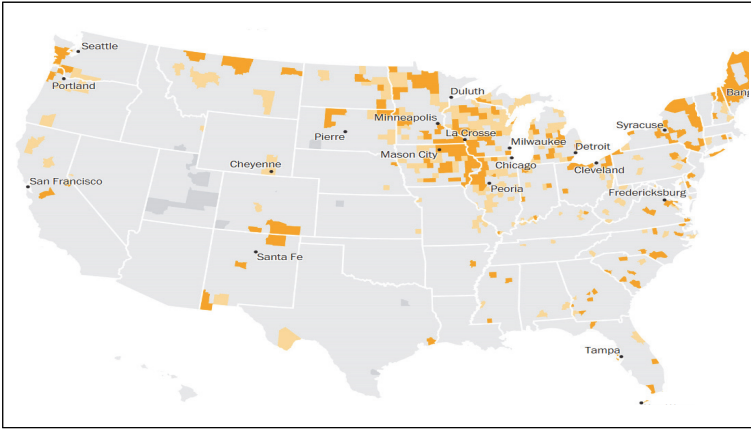 Seattle
Portland
Duluth
Bang
Minneapolis
Syracuse
Pierre
La Crosse
Milwaukee
Mason City
Detroit
Chicago
Cleveland
Cheyenne
San Francisco
Peoria
Fredericksburg
Santa Fe
Tampa